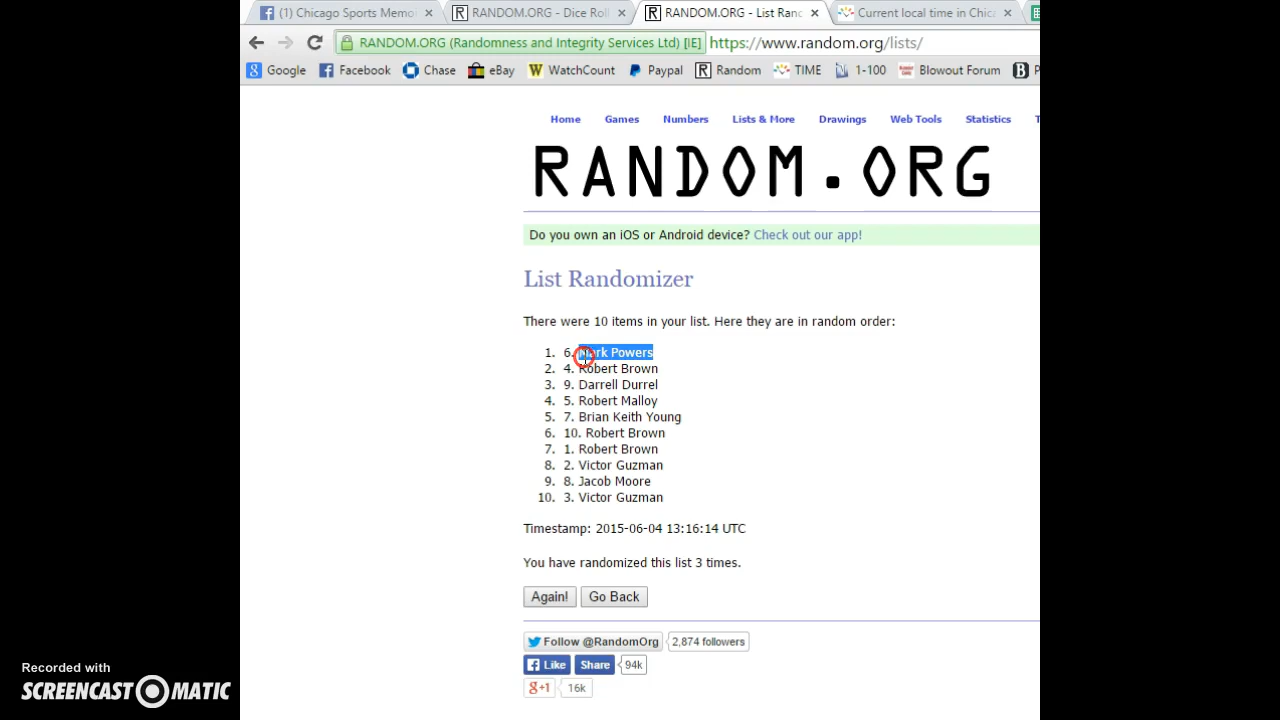 (1) Chicago Sports Memo
RANDOM.ORG - Dice Rol
RANDOM.ORG - List Ran
Current local time in Chic
RANDOM.ORG (Randomness and Integrity Services Ltd) [IE]
https://www.random.org/lists/
Google
Facebook
Chase
eBay
WatchCount
Paypal
Random
TIME
1-100
Blowout Forum
Home
Games
Numbers
Lists & More
Drawings
Web Tools
Statistics
RANDOM.ORG
Do you own an iOS or Android device? Check out our app!
List Randomizer
There were 10 items in your list. Here they are in random order:
1. 6. Mark Powers
2. 4. Robert Brown
3. 9. Darrell Durrel
4. 5. Robert Malloy
5. 7. Brian Keith Young
6. 10. Robert Brown
7. 1. Robert Brown
8. 2. Victor Guzman
9. 8. Jacob Moore
10. 3. Victor Guzman
Timestamp: 2015-06-04 13:16:14 UTC
You have randomized this list 3 times.
Again!
Go Back
Follow @RandomOrg
2,874 followers
Like
Share
94k
g+1
16k
Recorded with
SCREENCAST-O-MATIC